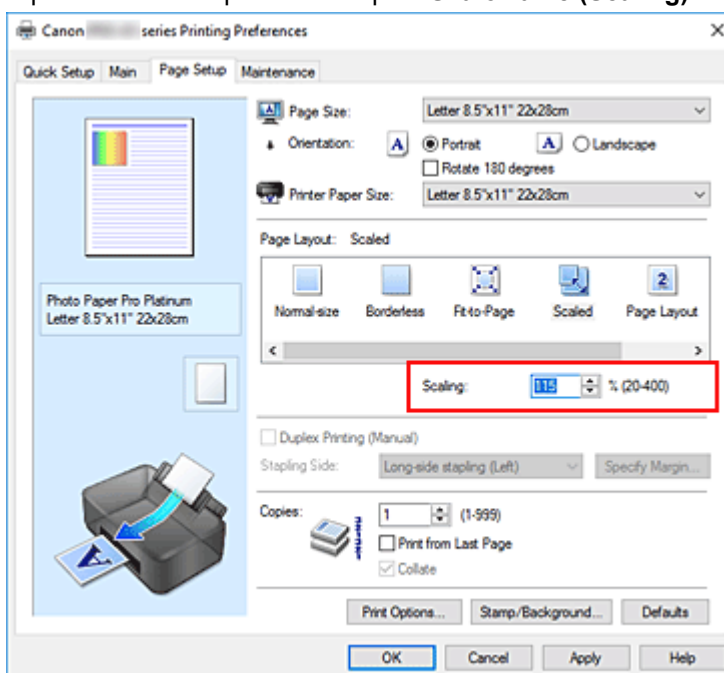 (Scaling)
Canon series Printing Preferences
Quick Setup Main Page Setup Maintenance
Page Size: Letter 8.5"x11" 22x28cm
Orientation: A Portrait A Landscape
Rotate 180 degrees
Printer Paper Size: Letter 8.5"x11" 22x28cm
Page Layout: Scaled
Normal-size Borderless Fit-to-Page Scaled Page Layout
Photo Paper Pro Platinum
Letter 8.5"x11" 22x28cm
Scaling: 115 % (20-400)
Duplex Printing (Manual)
Stapling Side: Long-side stapling (Left) Specify Margin...
Copies: 1 (1-999)
Print from Last Page
Collate
Print Options... Stamp/Background... Defaults
OK Cancel Apply Help